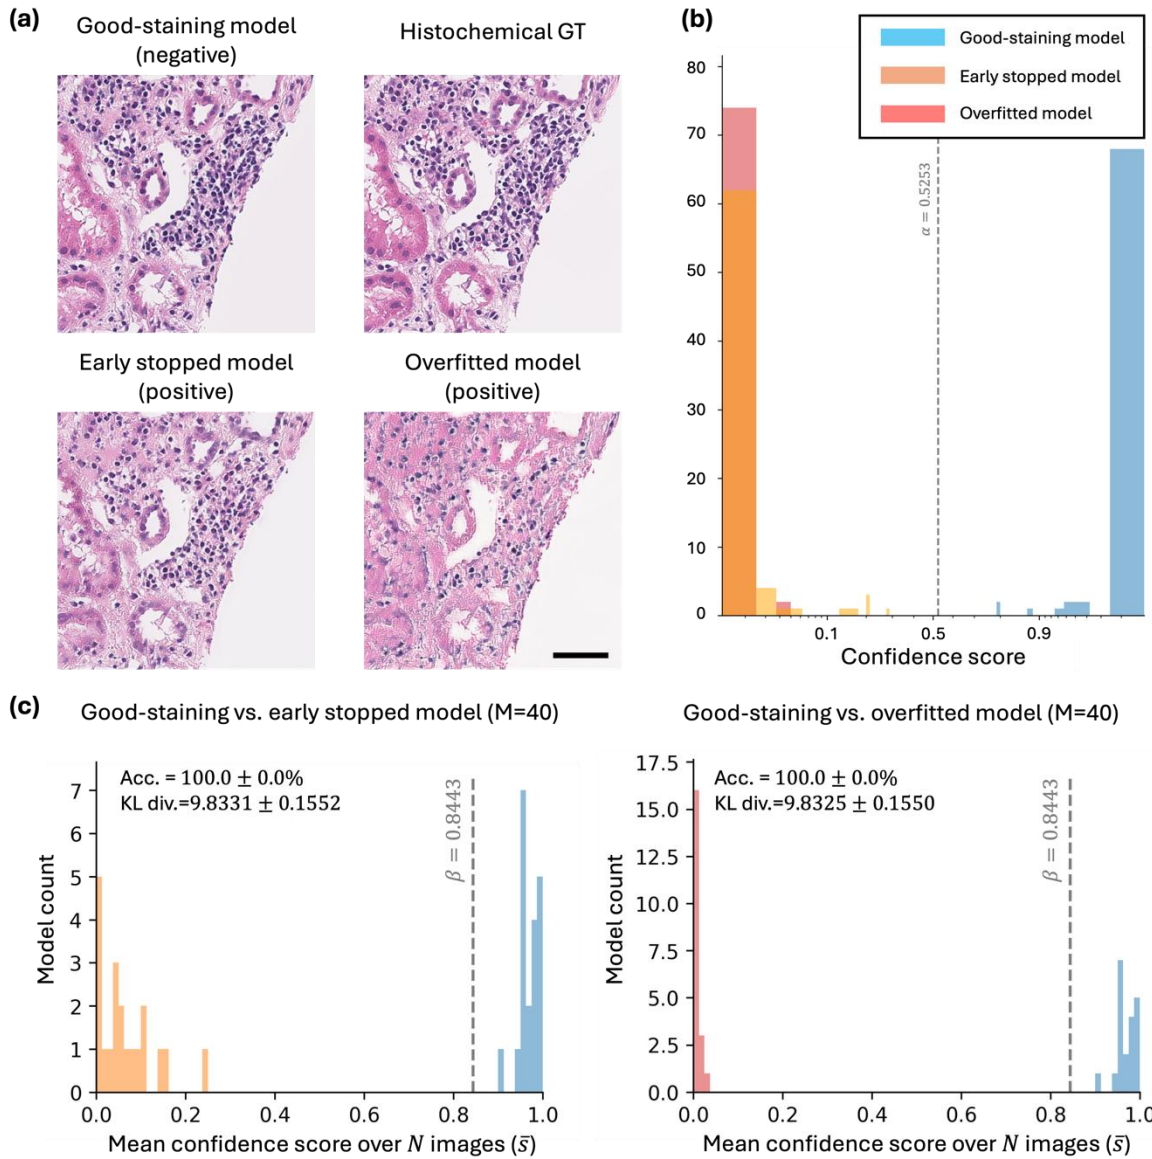 (a)
Good-staining model
(negative)
Histochemical GT
Early stopped model
(positive)
Overfitted model
(positive)
(b)
Good-staining model
Early stopped model
Overfitted model
80
70
60
50
40
30
20
10
0
α = 0.5253
0.1
0.5
0.9
Confidence score
(c)
Good-staining vs. early stopped model (M=40)
Acc. = 100.0 ± 0.0%
KL div.=9.8331 ± 0.1552
β = 0.8443
Model count
7
6
5
4
3
2
1
0
0.0
0.2
0.4
0.6
0.8
1.0
Mean confidence score over N images (s̄)
Good-staining vs. overfitted model (M=40)
Acc. = 100.0 ± 0.0%
KL div.=9.8325 ± 0.1550
β = 0.8443
Model count
17.5
15.0
12.5
10.0
7.5
5.0
2.5
0.0
0.0
0.2
0.4
0.6
0.8
1.0
Mean confidence score over N images (s̄)